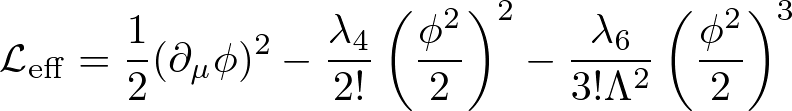 \mathcal{L}_{\text{eff}} = \frac{1}{2}(\partial_\mu \phi)^2 - \frac{\lambda_4}{2!} \left( \frac{\phi^2}{2} \right)^2 - \frac{\lambda_6}{3!\Lambda^2} \left( \frac{\phi^2}{2} \right)^3